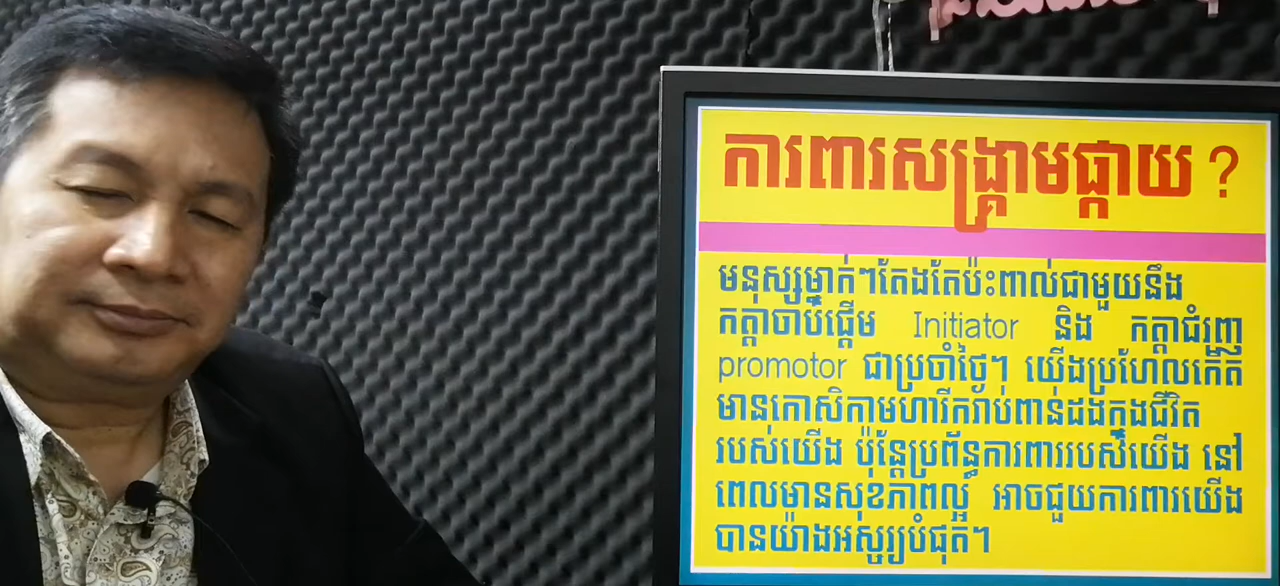 ការពារសង្គ្រាមផ្កាយ ?
មនុស្សម្នាក់ៗតែងតែប៉ះពាល់ជាមួយនឹង
កត្តាចាប់ផ្ដើម Initiator និង កត្តាជំរុញ
promotor ជាប្រចាំថ្ងៃ។ យើងប្រហែលកើត
មានកោសិកាមហារីករាប់ពាន់ដងក្នុងជីវិត
របស់យើង ប៉ុន្តែប្រព័ន្ធការពាររបស់យើង នៅ
ពេលមានសុខភាពល្អ អាចជួយការពារយើង
បានយ៉ាងអស្ចារ្យបំផុត។